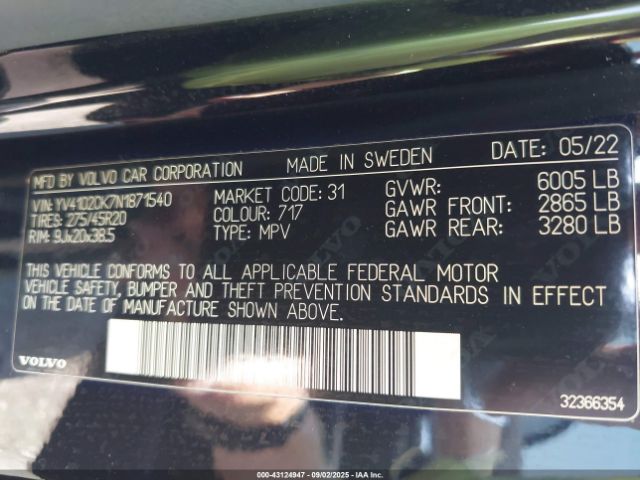 MFD BY VOLVO CAR CORPORATION MADE IN SWEDEN DATE: 05/22
VIN: YV4102CK7N1871540 MARKET CODE: 31 GVWR: 6005 LB
TIRES: 275/45R20 COLOUR: 717 GAWR FRONT: 2865 LB
RIM: 9Jx20x38.5 TYPE: MPV GAWR REAR: 3280 LB
THIS VEHICLE CONFORMS TO ALL APPLICABLE FEDERAL MOTOR
VEHICLE SAFETY, BUMPER AND THEFT PREVENTION STANDARDS IN EFFECT
ON THE DATE OF MANUFACTURE SHOWN ABOVE.
VOLVO
32366354
000-43124947 - 09/02/2025 - IAA Inc.